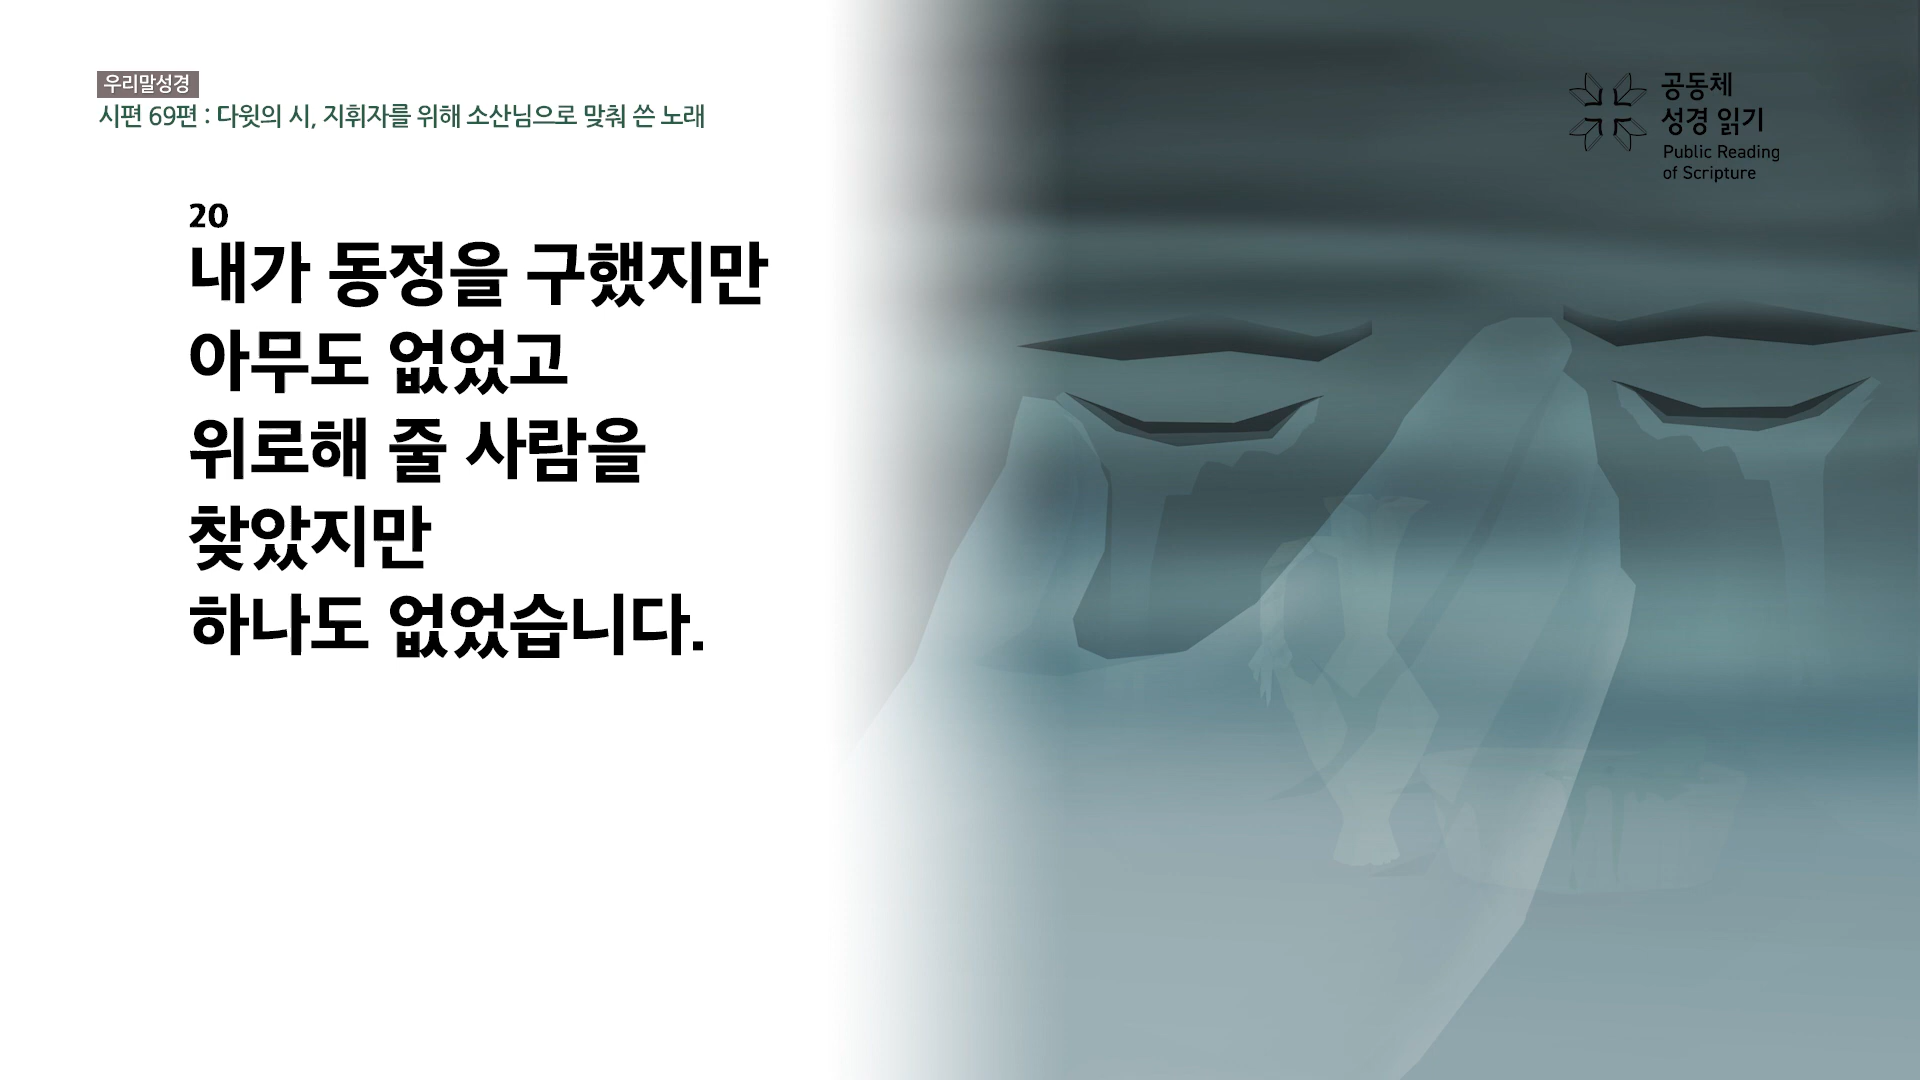 우리말성경
시편 69편 : 다윗의 시, 지휘자를 위해 소산님으로 맞춰 쓴 노래
공동체
성경 읽기
Public Reading
of Scripture
20
내가 동정을 구했지만
아무도 없었고
위로해 줄 사람을
찾았지만
하나도 없었습니다.